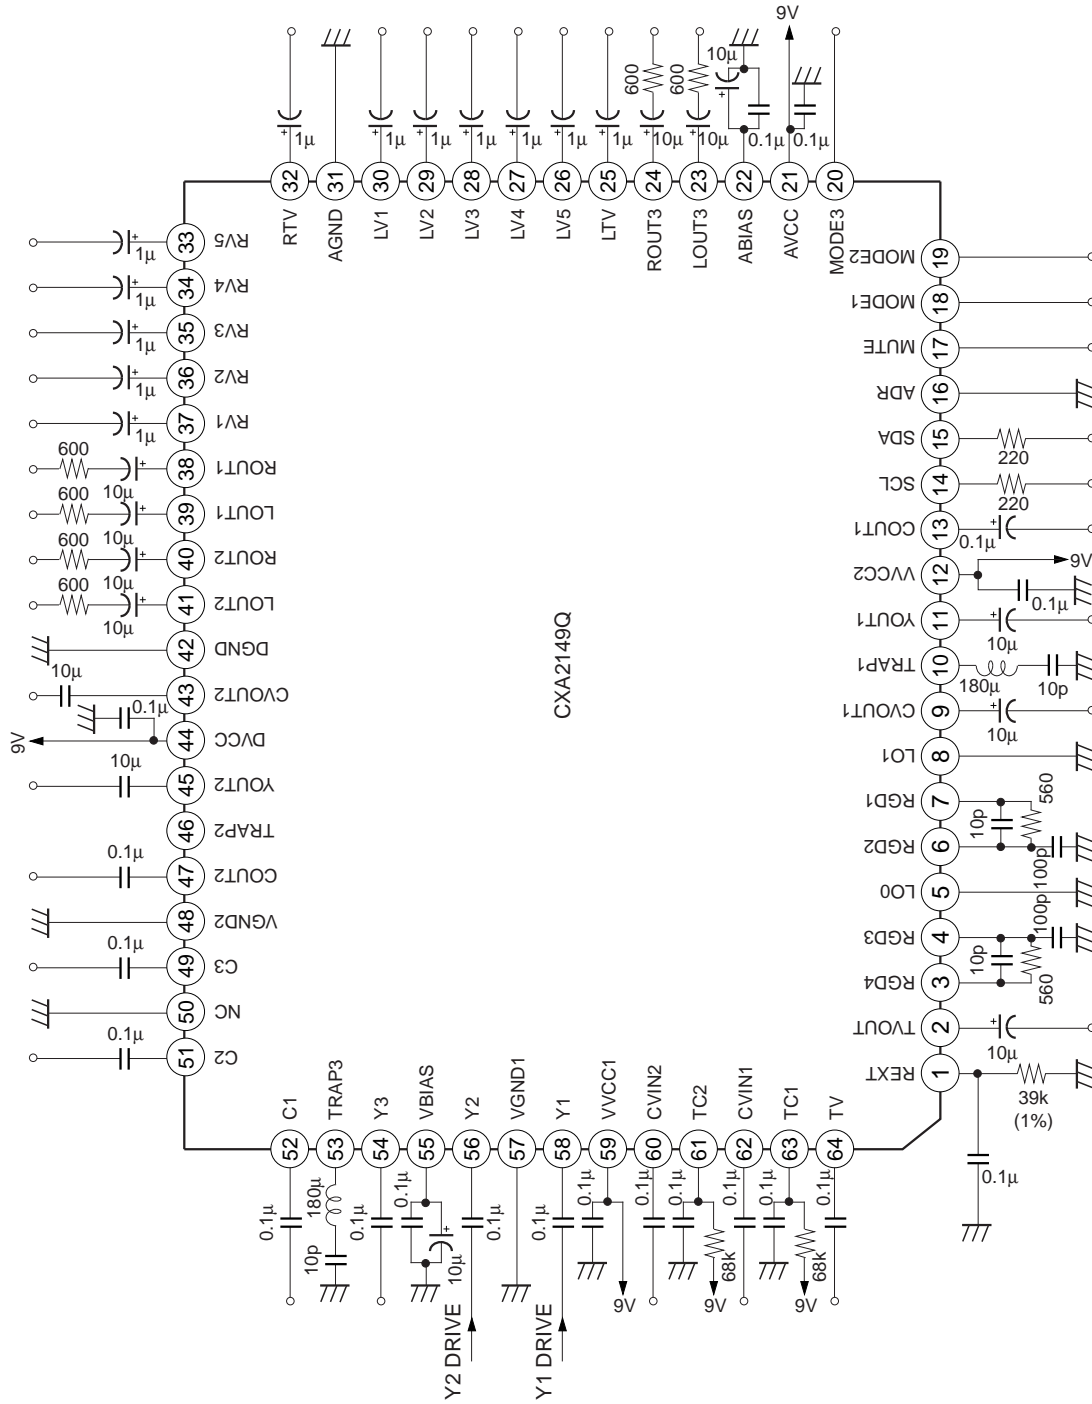 9V
600
600
10µ
1µ
1µ
1µ
1µ
1µ
1µ
1µ
10µ
10µ
0.1µ
0.1µ
32 31 30 29 28 27 26 25 24 23 22 21 20
RTV
AGND
LV1
LV2
LV3
LV4
LV5
LTV
ROUT3
LOUT3
ABIAS
AVCC
MODE3
1µ 33 RV5
1µ 34 RV4
1µ 35 RV3
1µ 36 RV2
1µ 37 RV1
600 10µ 38 ROUT1
600 10µ 39 LOUT1
600 10µ 40 ROUT2
600 10µ 41 LOUT2
42 DGND
10µ 43 CVOUT2
9V 0.1µ 44 DVCC
10µ 45 YOUT2
46 TRAP2
0.1µ 47 COUT2
48 VGND2
0.1µ 49 C3
50 NC
0.1µ 51 C2
CXA2149Q
MODE2 19
MODE1 18
MUTE 17
ADR 16
SDA 15 220
SCL 14 220
COUT1 13 0.1µ
VVCC2 12 9V 0.1µ
YOUT1 11 10µ
TRAP1 10 180µ 10p
CVOUT1 9 10µ
LO1 8
RGD1 7 10p 560
RGD2 6 100p
LO0 5
RGD3 4 100p
RGD4 3 10p 560
TVOUT 2 10µ
REXT 1 39k
(1%)
0.1µ
C1
TRAP3
Y3
VBIAS
Y2
VGND1
Y1
VVCC1
CVIN2
TC2
CVIN1
TC1
TV
52 53 54 55 56 57 58 59 60 61 62 63 64
0.1µ
180µ
10p
0.1µ
0.1µ
10µ
0.1µ
0.1µ
0.1µ
9V
0.1µ
0.1µ
68k
9V
0.1µ
0.1µ
68k
9V
0.1µ
Y2 DRIVE
Y1 DRIVE